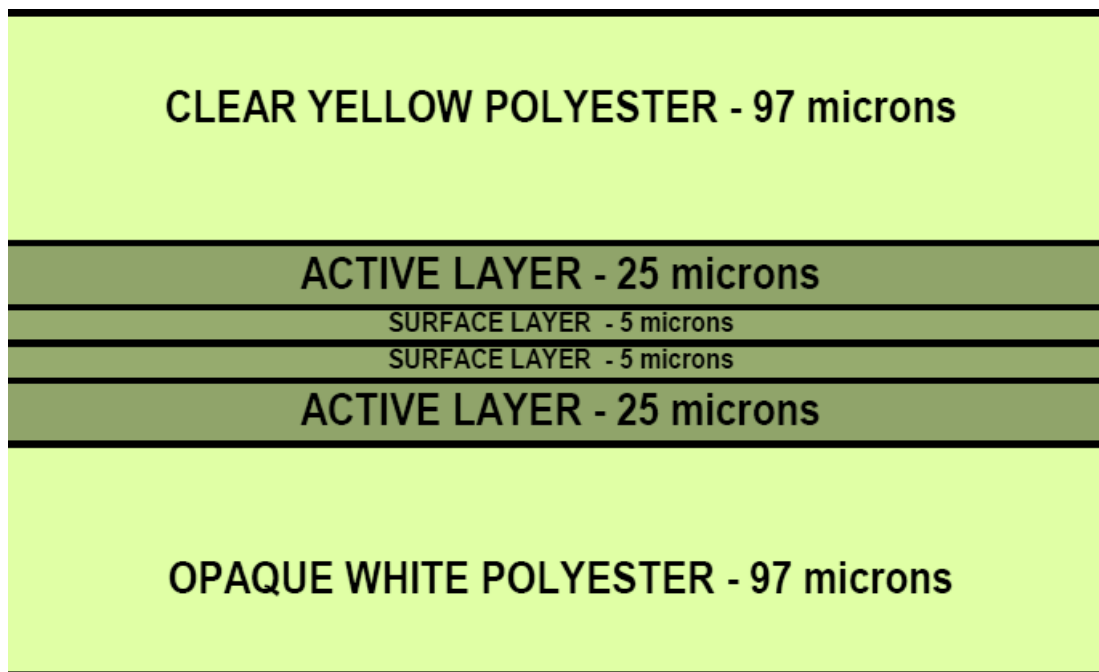 CLEAR YELLOW POLYESTER - 97 microns
ACTIVE LAYER - 25 microns
SURFACE LAYER - 5 microns
SURFACE LAYER - 5 microns
ACTIVE LAYER - 25 microns
OPAQUE WHITE POLYESTER - 97 microns